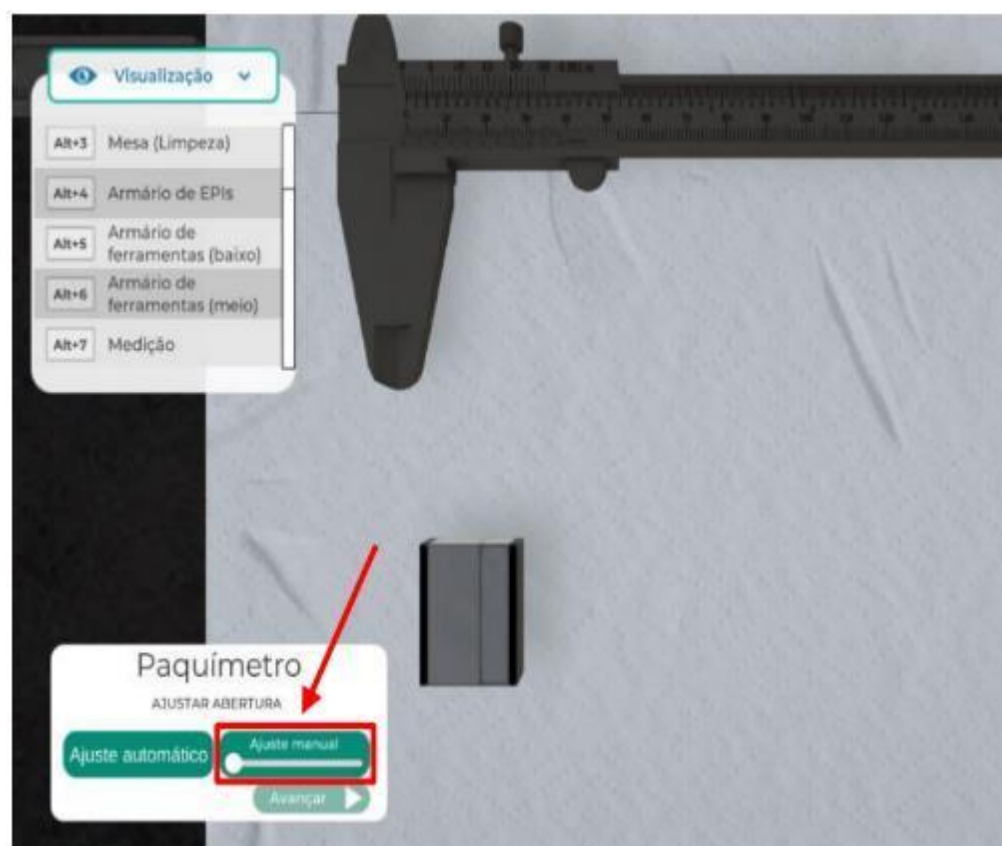 Visualização
Alt+3 Mesa (Limpeza)
Alt+4 Armário de EPIs
Alt+5 Armário de
ferramentas (baixo)
Alt+6 Armário de
ferramentas (meio)
Alt+7 Medição
Paquímetro
AJUSTAR ABERTURA
Ajuste automático
Ajuste manual
Avançar